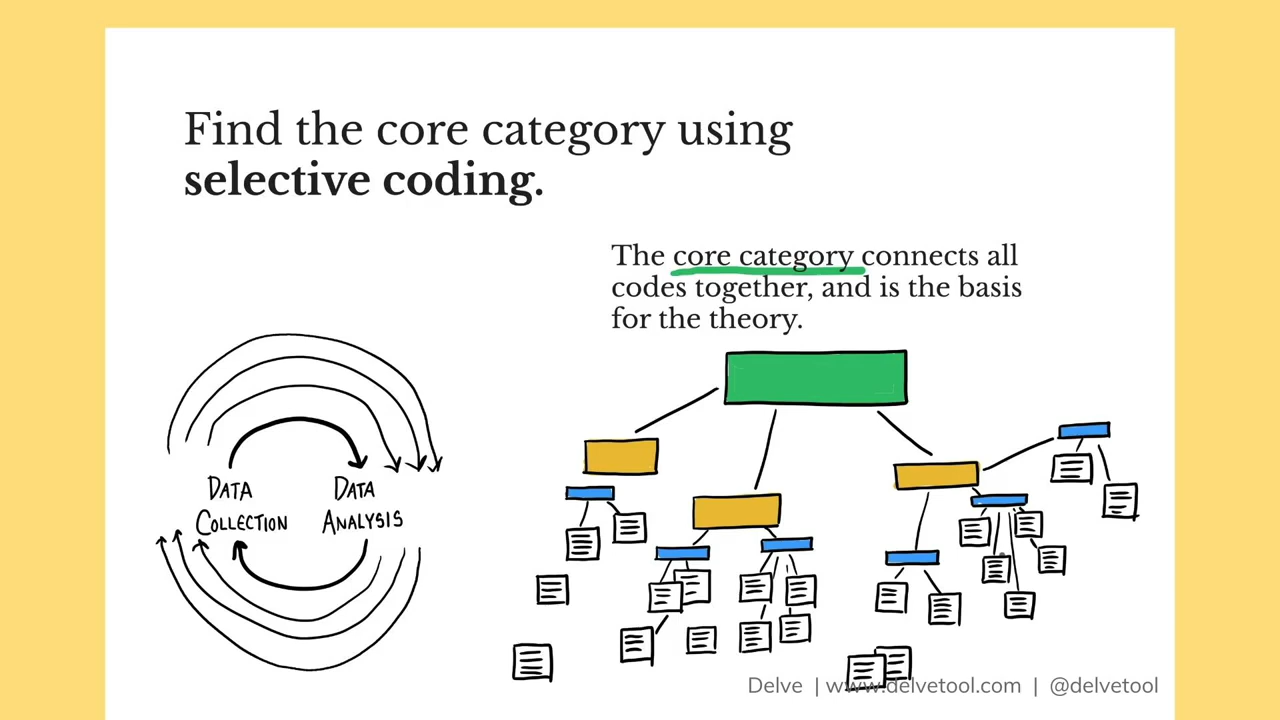 Find the core category using
selective coding.
The core category connects all
codes together, and is the basis
for the theory.
DATA COLLECTION
DATA ANALYSIS
Delve | www.delvetool.com | @delvetool